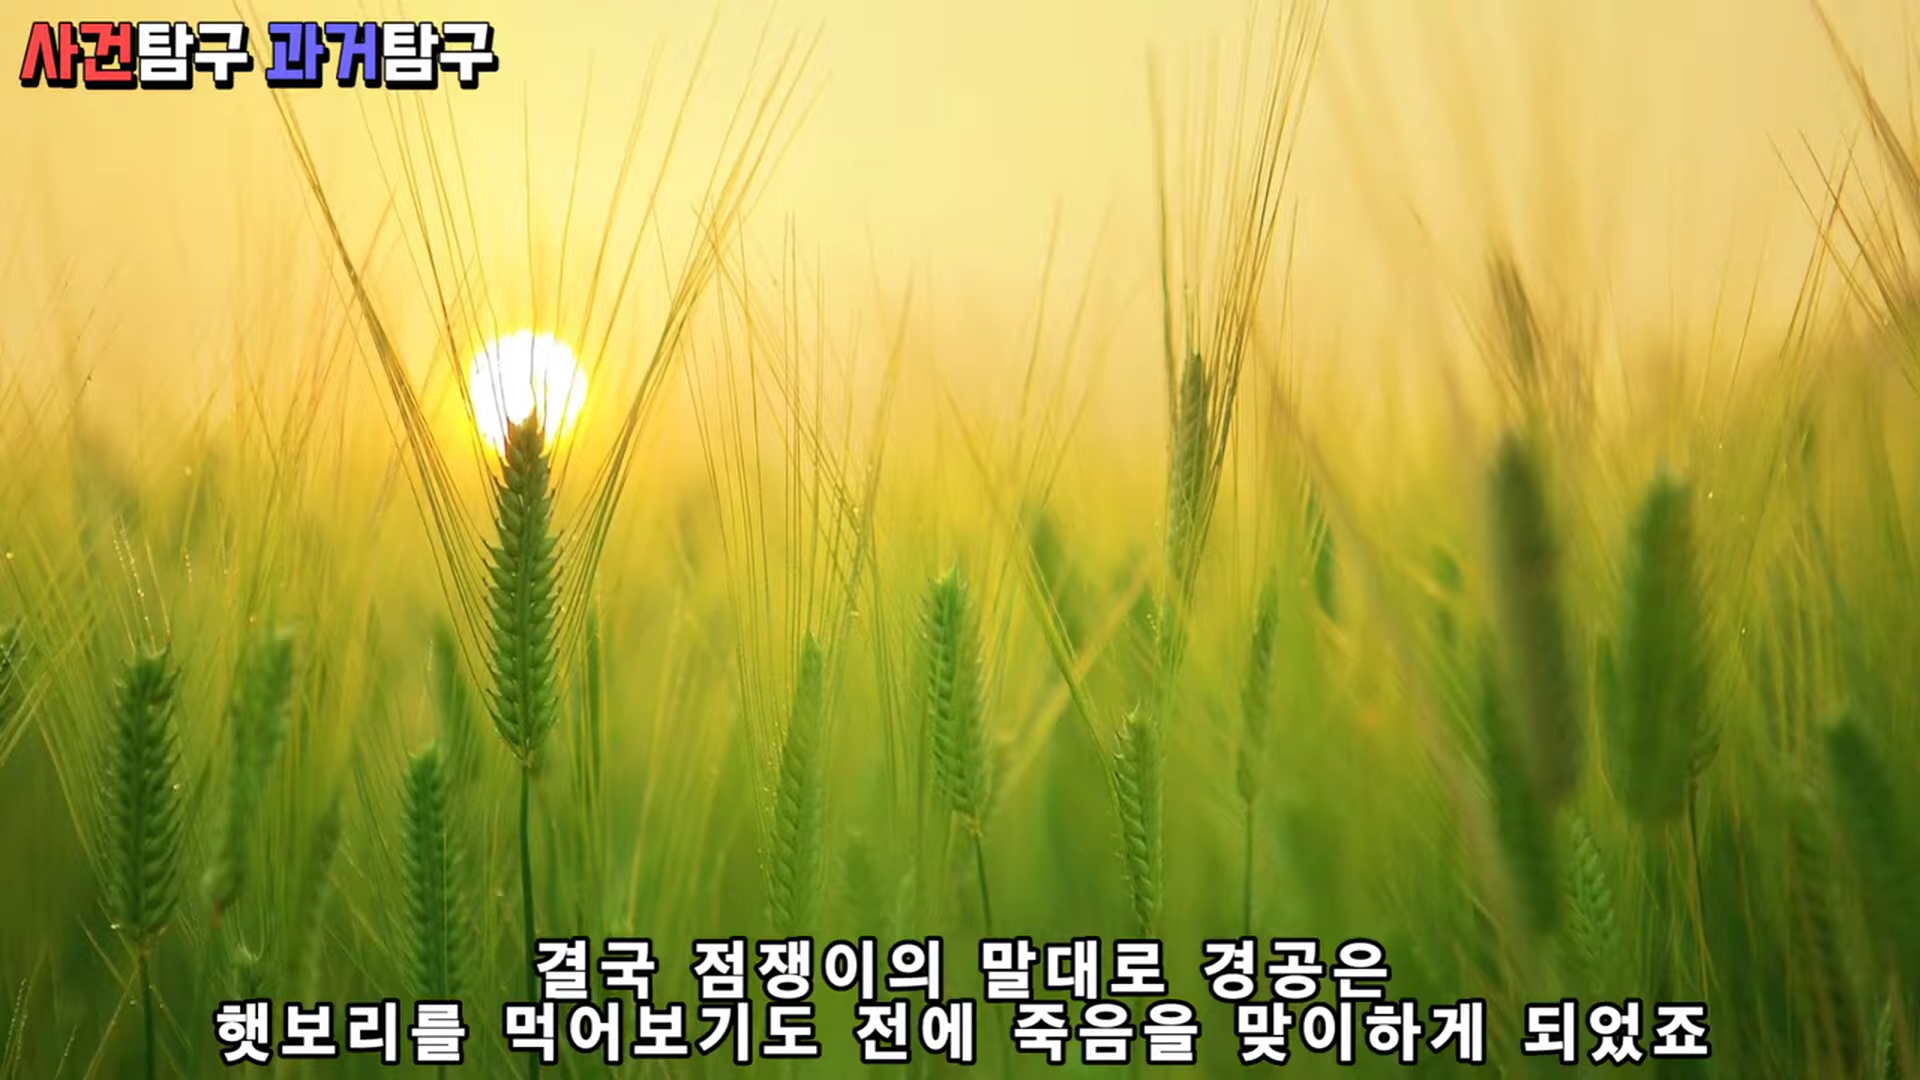 사건탐구 과거탐구
결국 점쟁이의 말대로 경공은
햇보리를 먹어보기도 전에 죽음을 맞이하게 되었죠